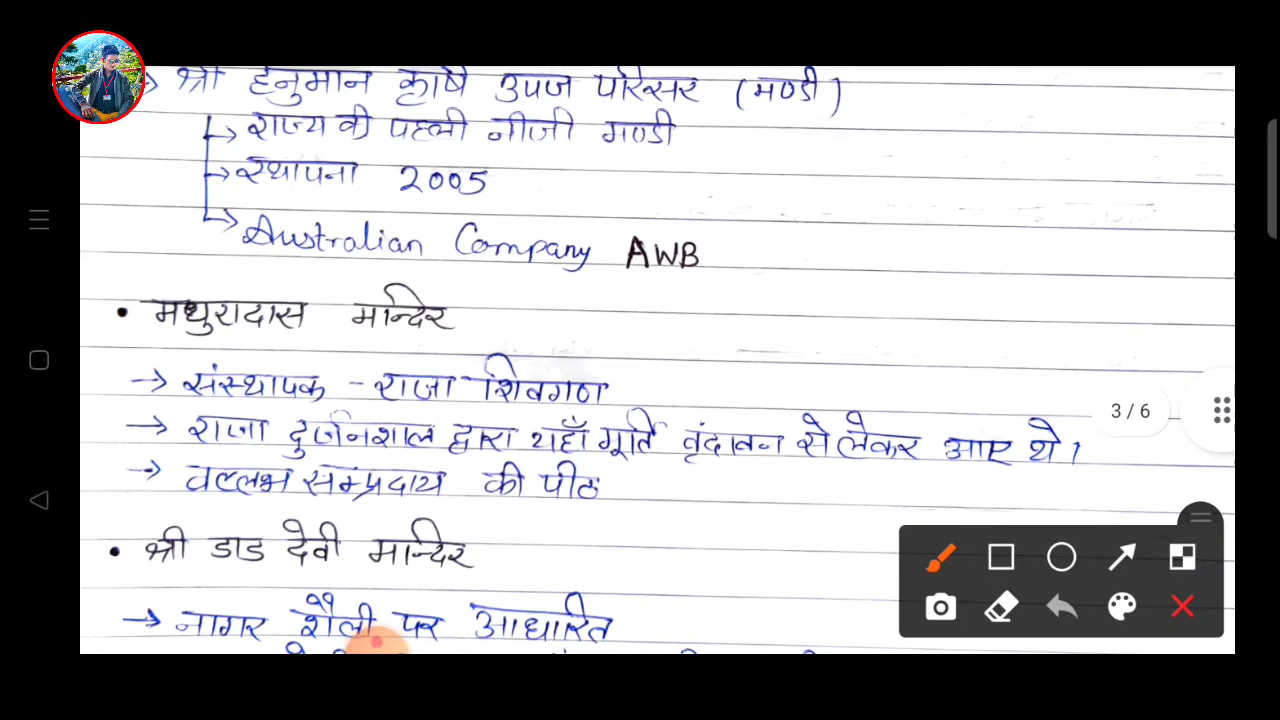 → श्री हनुमान कृषि उपज परिसर (मण्डी)
→ राज्य की पहली नीजी मण्डी
→ स्थापना 2005
→ Australian Company AWB
• मथुरादास मन्दिर
→ संस्थापक - राजा शिवगण
→ राजा दुर्जनशाल द्वारा यहाँ मूर्ति वृंदावन से लेकर आए थे।
→ वल्लभ सम्प्रदाय की पीठ
3 / 6
• श्री डाड देवी मन्दिर
→ नागर शैली पर आधारित